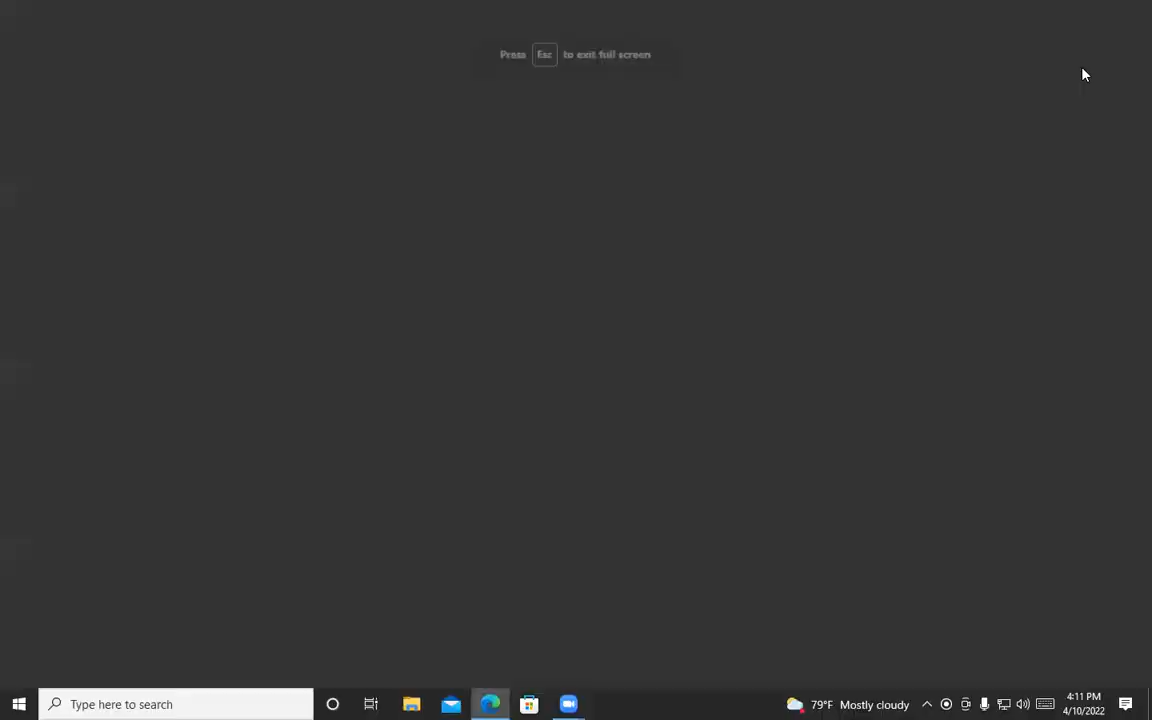 Press Esc to exit full screen
Type here to search
79°F Mostly cloudy
4:11 PM
4/10/2022